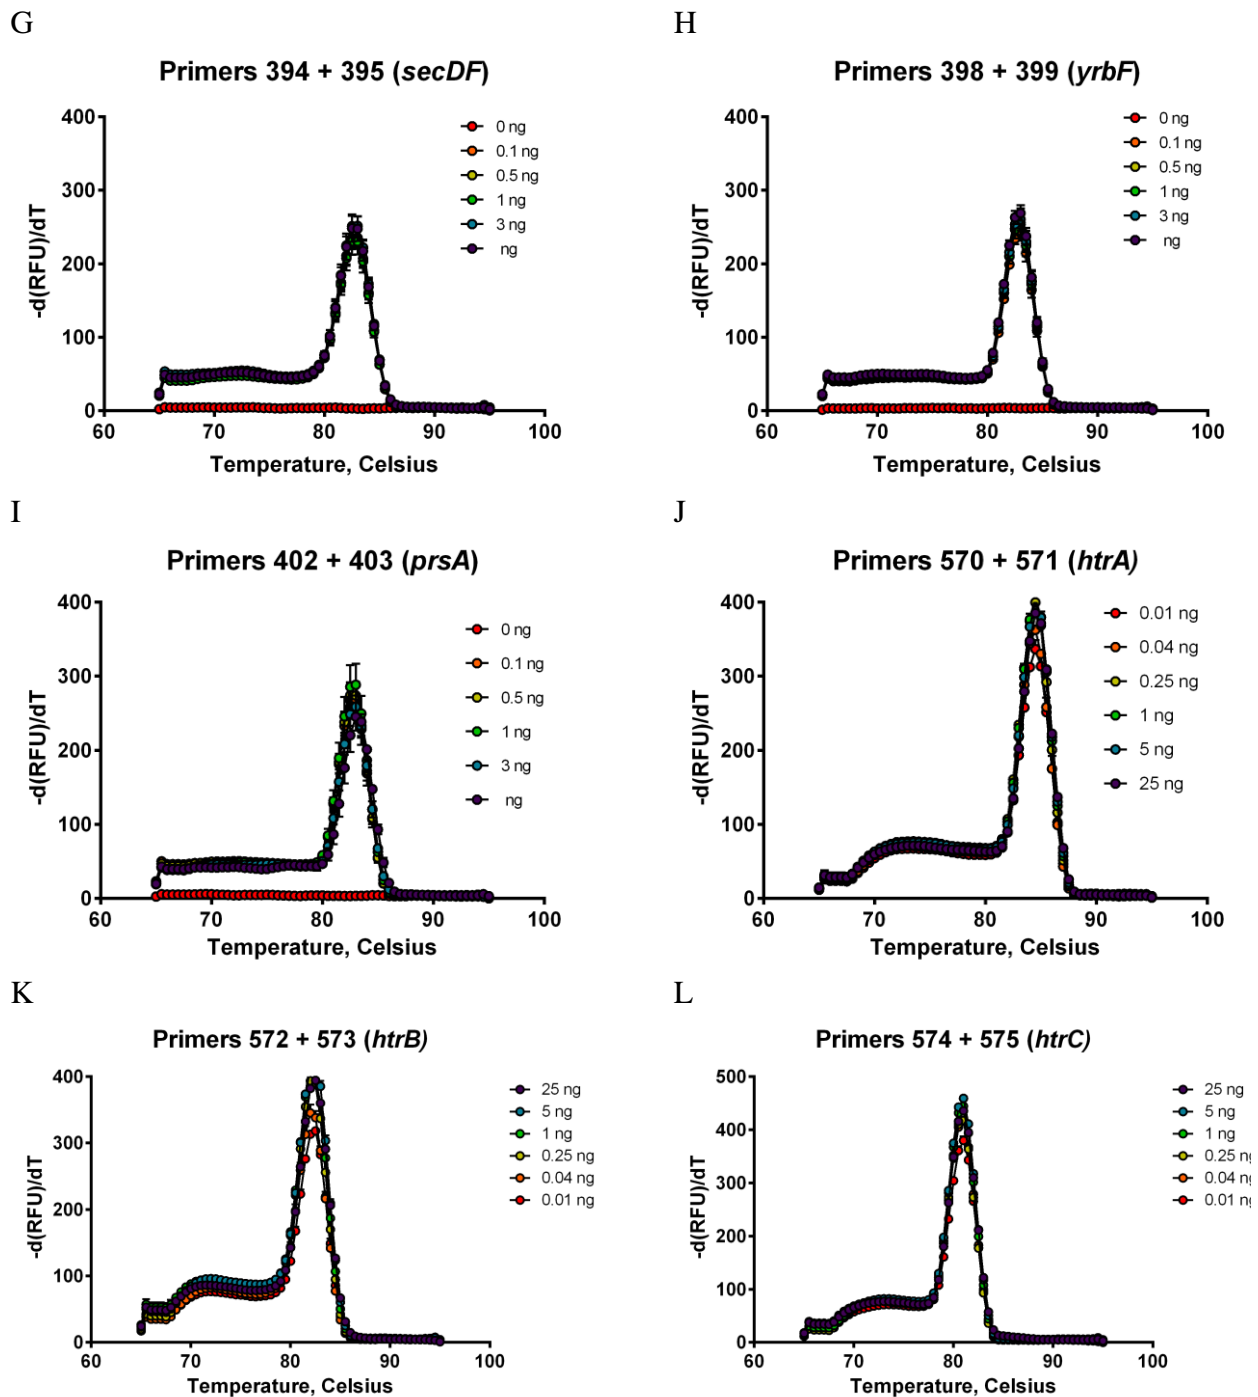 G
Primers 394 + 395 (secDF)
400
300
200
100
0
60
70
80
90
100
-d(RFU)/dT
Temperature, Celsius
0 ng
0.1 ng
0.5 ng
1 ng
3 ng
ng
H
Primers 398 + 399 (yrbF)
400
300
200
100
0
60
70
80
90
100
-d(RFU)/dT
Temperature, Celsius
0 ng
0.1 ng
0.5 ng
1 ng
3 ng
ng
I
Primers 402 + 403 (prsA)
400
300
200
100
0
60
70
80
90
100
-d(RFU)/dT
Temperature, Celsius
0 ng
0.1 ng
0.5 ng
1 ng
3 ng
ng
J
Primers 570 + 571 (htrA)
400
300
200
100
0
60
70
80
90
100
-d(RFU)/dT
Temperature, Celsius
0.01 ng
0.04 ng
0.25 ng
1 ng
5 ng
25 ng
K
Primers 572 + 573 (htrB)
400
300
200
100
0
60
70
80
90
100
-d(RFU)/dT
Temperature, Celsius
25 ng
5 ng
1 ng
0.25 ng
0.04 ng
0.01 ng
L
Primers 574 + 575 (htrC)
500
400
300
200
100
0
60
70
80
90
100
-d(RFU)/dT
Temperature, Celsius
25 ng
5 ng
1 ng
0.25 ng
0.04 ng
0.01 ng